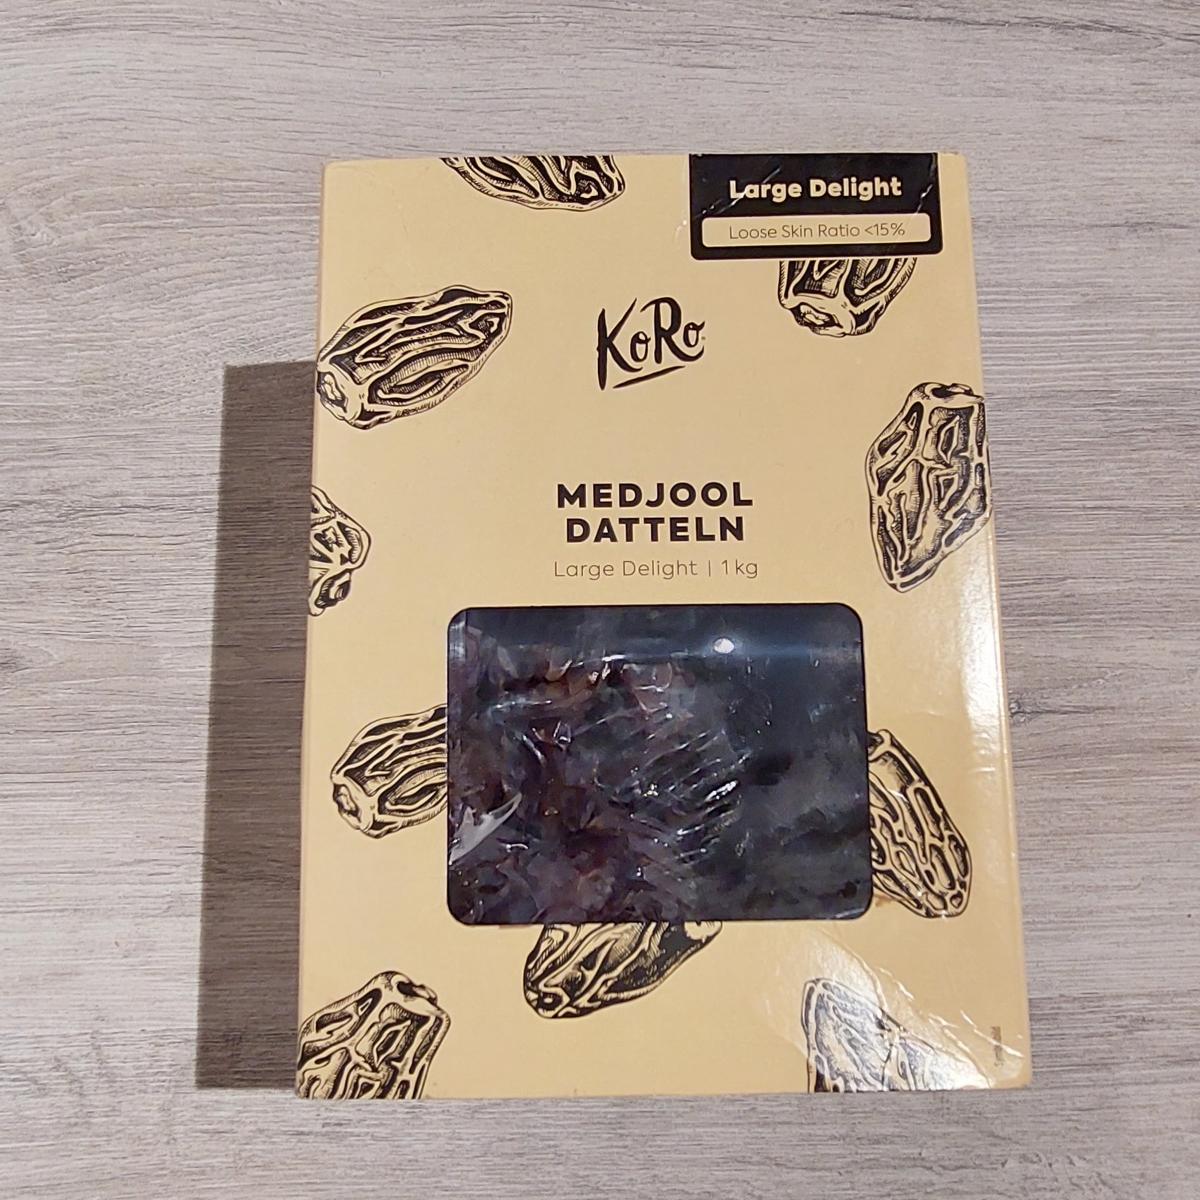 Large Delight
Loose Skin Ratio <15%
KoRo
MEDJOOL
DATTELN
Large Delight | 1 kg